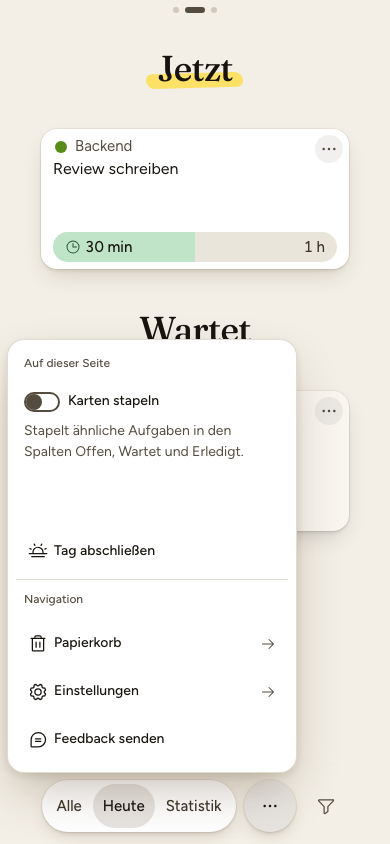 Jetzt
Backend
Review schreiben
30 min
1 h
Wartet
Auf dieser Seite
Karten stapeln
Stapelt ähnliche Aufgaben in den
Spalten Offen, Wartet und Erledigt.
Tag abschließen
Navigation
Papierkorb
Einstellungen
Feedback senden
Alle
Heute
Statistik